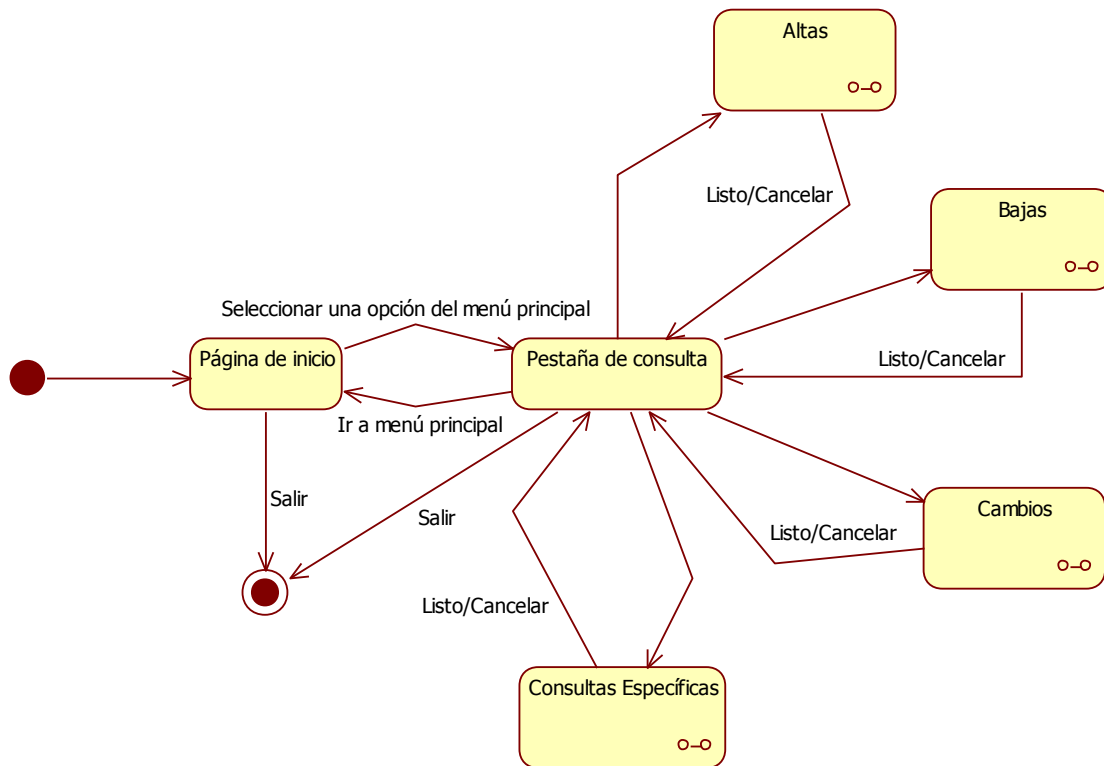 Altas
Listo/Cancelar
Bajas
Seleccionar una opción del menú principal
Página de inicio
Pestaña de consulta
Listo/Cancelar
Ir a menú principal
Salir
Salir
Cambios
Listo/Cancelar
Listo/Cancelar
Consultas Específicas